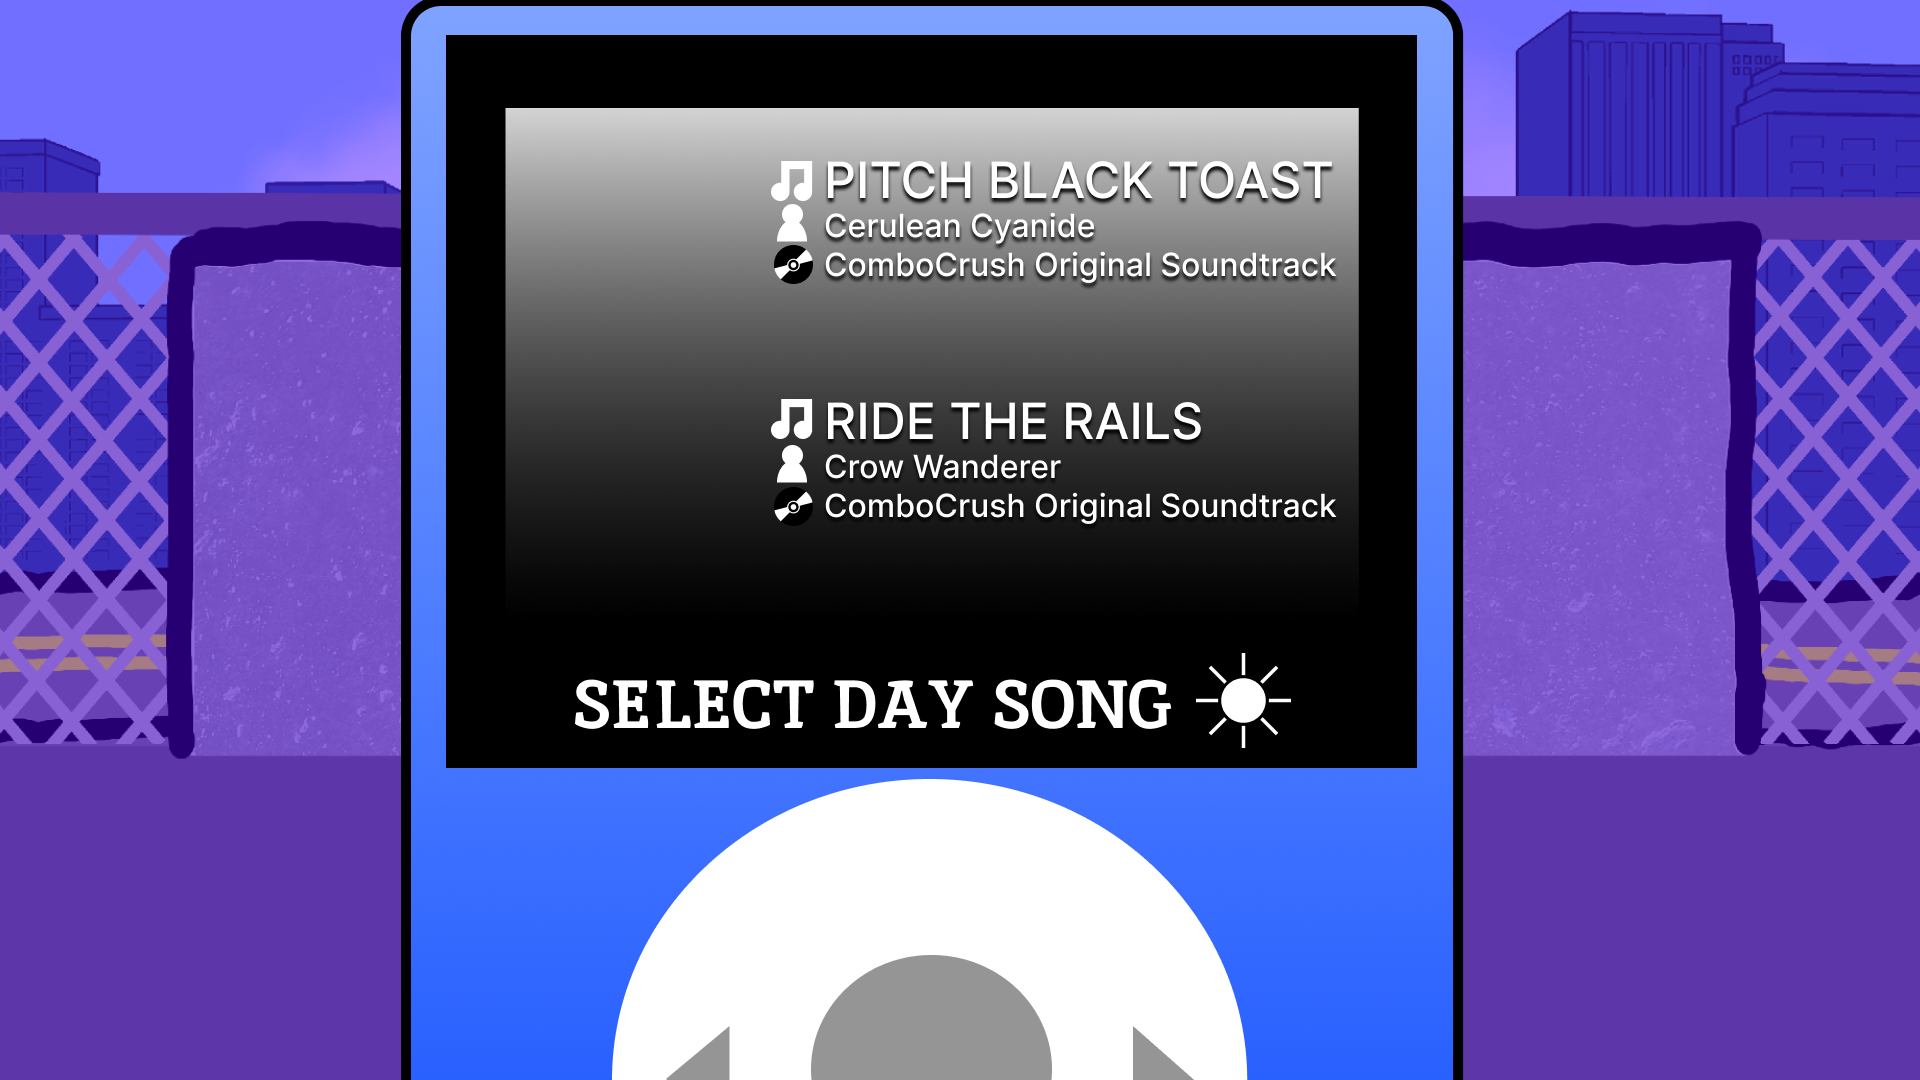 PITCH BLACK TOAST
Cerulean Cyanide
ComboCrush Original Soundtrack
RIDE THE RAILS
Crow Wanderer
ComboCrush Original Soundtrack
SELECT DAY SONG